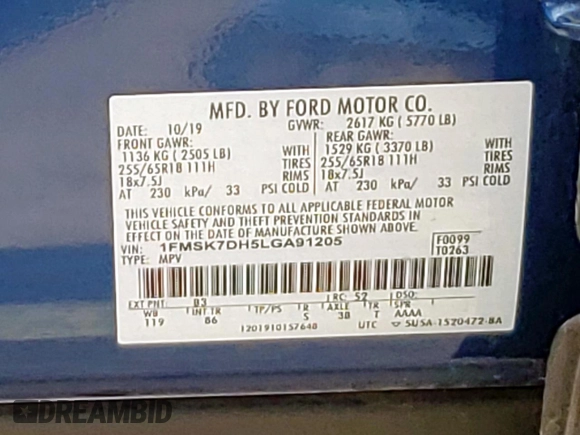 MFD. BY FORD MOTOR CO.
DATE: 10/19 GVWR: 2617 KG ( 5770 LB)
FRONT GAWR: REAR GAWR:
1136 KG ( 2505 LB) WITH 1529 KG ( 3370 LB) WITH
255/65R18 111H TIRES 255/65R18 111H TIRES
18x7.5J RIMS 18x7.5J RIMS
AT 230 kPa/ 33 PSI COLD AT 230 kPa/ 33 PSI COLD
THIS VEHICLE CONFORMS TO ALL APPLICABLE FEDERAL MOTOR
VEHICLE SAFETY AND THEFT PREVENTION STANDARDS IN
EFFECT ON THE DATE OF MANUFACTURE SHOWN ABOVE.
VIN: 1FMSK7DH5LGA91205 F0099
TYPE: MPV T0263
EXT PNT: B3 LRC: 52 DSO:
WB INT TR TP/PS R AXLE TR SPR
119 86 5 3B T AAAA
1201910157640 UTC SU5A-1520472-BA
DREAMBID